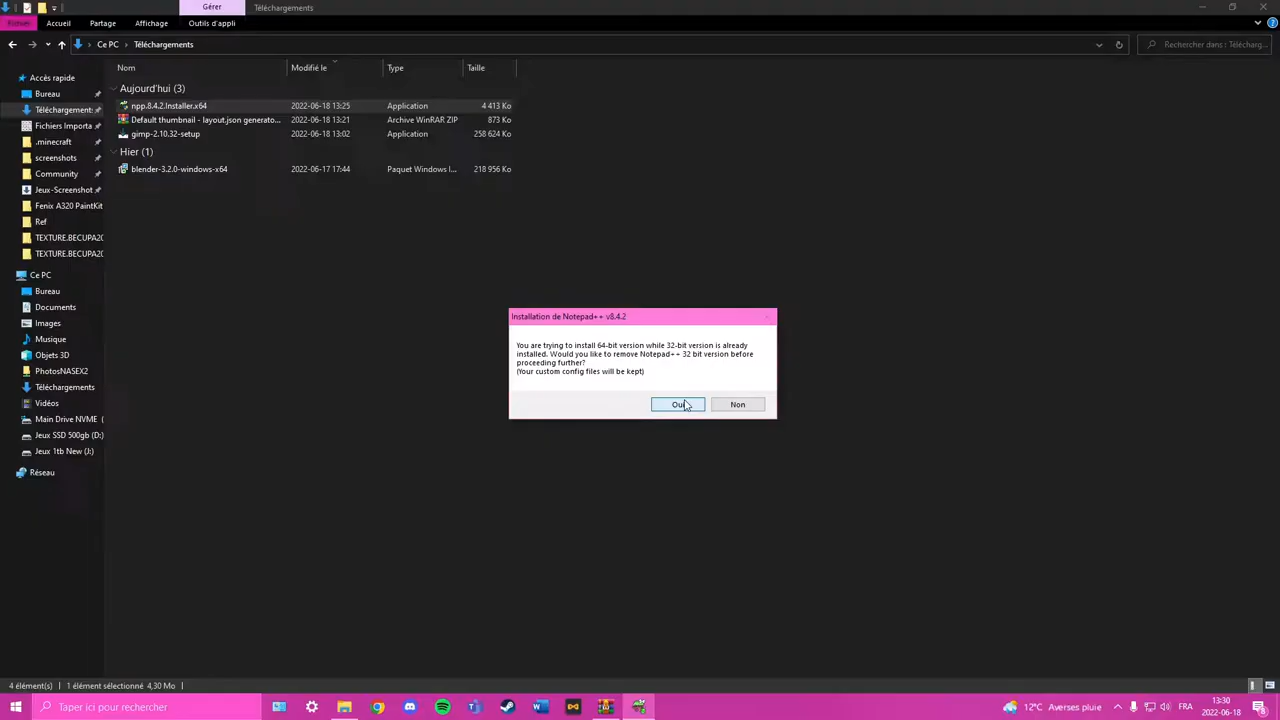 Gérer
Téléchargements
Fichier
Accueil
Partage
Affichage
Outils d'appli
Ce PC
Téléchargements
Rechercher dans : Télécharg...
Nom
Modifié le
Type
Taille
Accès rapide
Bureau
Téléchargement:
Fichiers Importa
.minecraft
screenshots
Community
Jeux-Screenshot
Fenix A320 PaintKit
Ref
TEXTURE.BECUPA20
TEXTURE.BECUPA20
Ce PC
Bureau
Documents
Images
Musique
Objets 3D
PhotosNASEX2
Téléchargements
Vidéos
Main Drive NVME (
Jeux SSD 500gb (D:)
Jeux 1tb New (J:)
Réseau
Aujourd'hui (3)
npp.8.4.2.Installer.x64 2022-06-18 13:25 Application 4 413 Ko
Default thumbnail - layout.json generato... 2022-06-18 13:21 Archive WinRAR ZIP 873 Ko
gimp-2.10.32-setup 2022-06-18 13:02 Application 258 624 Ko
Hier (1)
blender-3.2.0-windows-x64 2022-06-17 17:44 Paquet Windows I... 218 956 Ko
Installation de Notepad++ v8.4.2
You are trying to install 64-bit version while 32-bit version is already
installed. Would you like to remove Notepad++ 32 bit version before
proceeding further?
(Your custom config files will be kept)
Oui
Non
4 élément(s)
1 élément sélectionné 4,30 Mo
Taper ici pour rechercher
12°C Averses pluie
FRA
13:30
2022-06-18
8